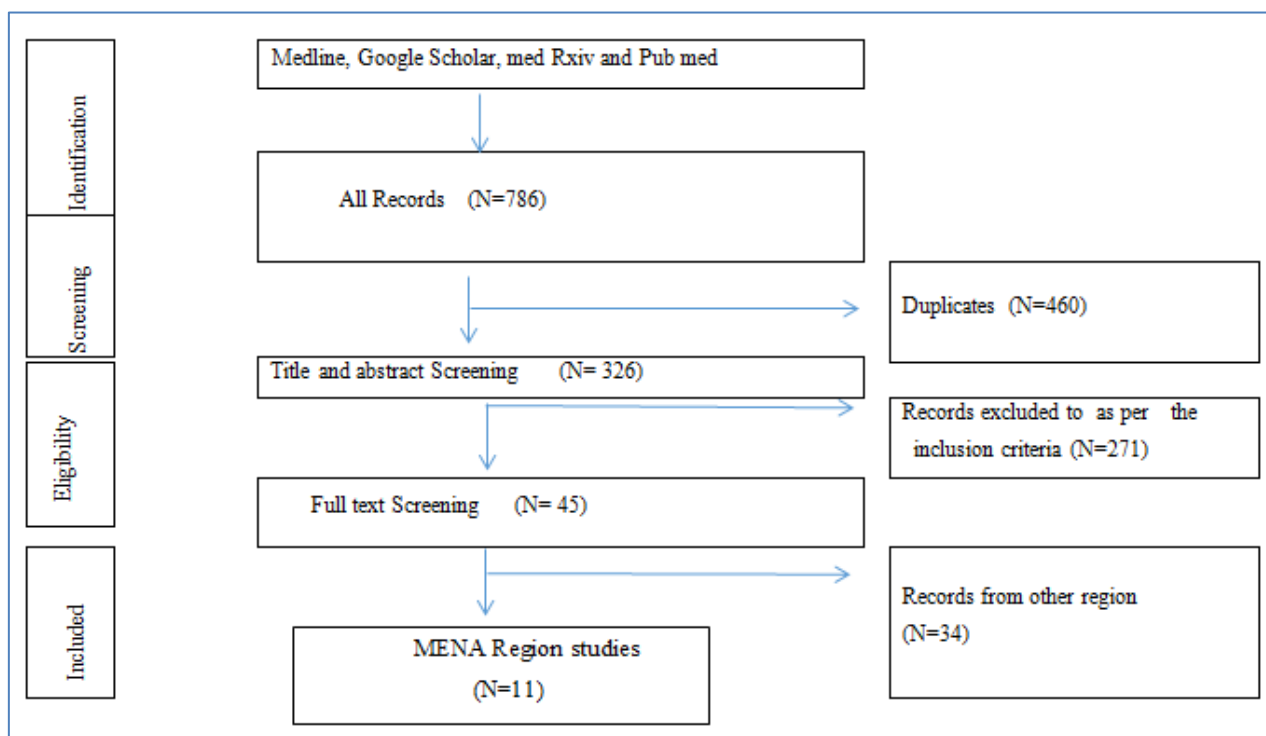 Identification
Medline, Google Scholar, med Rxiv and Pub med
All Records (N=786)
Screening
Duplicates (N=460)
Title and abstract Screening (N= 326)
Eligibility
Records excluded to as per the
inclusion criteria (N=271)
Full text Screening (N= 45)
Included
Records from other region
(N=34)
MENA Region studies
(N=11)